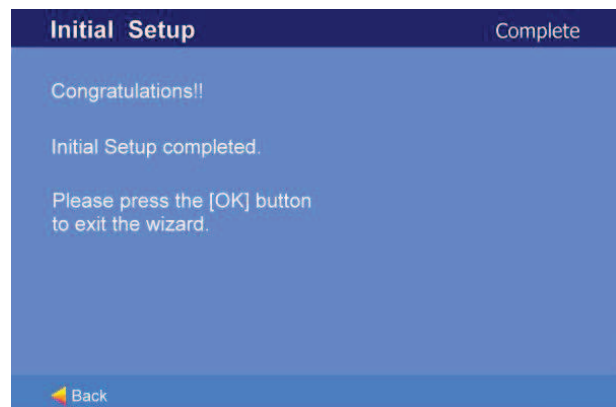 Initial Setup Complete
Congratulations!!
Initial Setup completed.
Please press the [OK] button
to exit the wizard.
Back